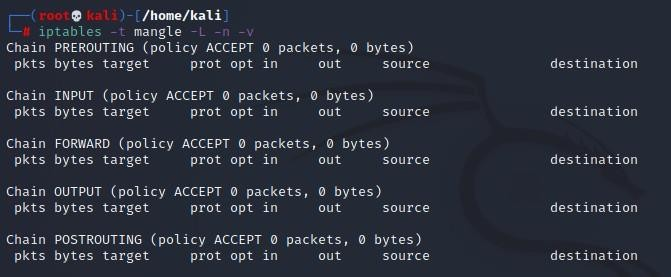 ┌──(root💀kali)-[/home/kali]
└─# iptables -t mangle -L -n -v
Chain PREROUTING (policy ACCEPT 0 packets, 0 bytes)
 pkts bytes target     prot opt in     out     source               destination

Chain INPUT (policy ACCEPT 0 packets, 0 bytes)
 pkts bytes target     prot opt in     out     source               destination

Chain FORWARD (policy ACCEPT 0 packets, 0 bytes)
 pkts bytes target     prot opt in     out     source               destination

Chain OUTPUT (policy ACCEPT 0 packets, 0 bytes)
 pkts bytes target     prot opt in     out     source               destination

Chain POSTROUTING (policy ACCEPT 0 packets, 0 bytes)
 pkts bytes target     prot opt in     out     source               destination